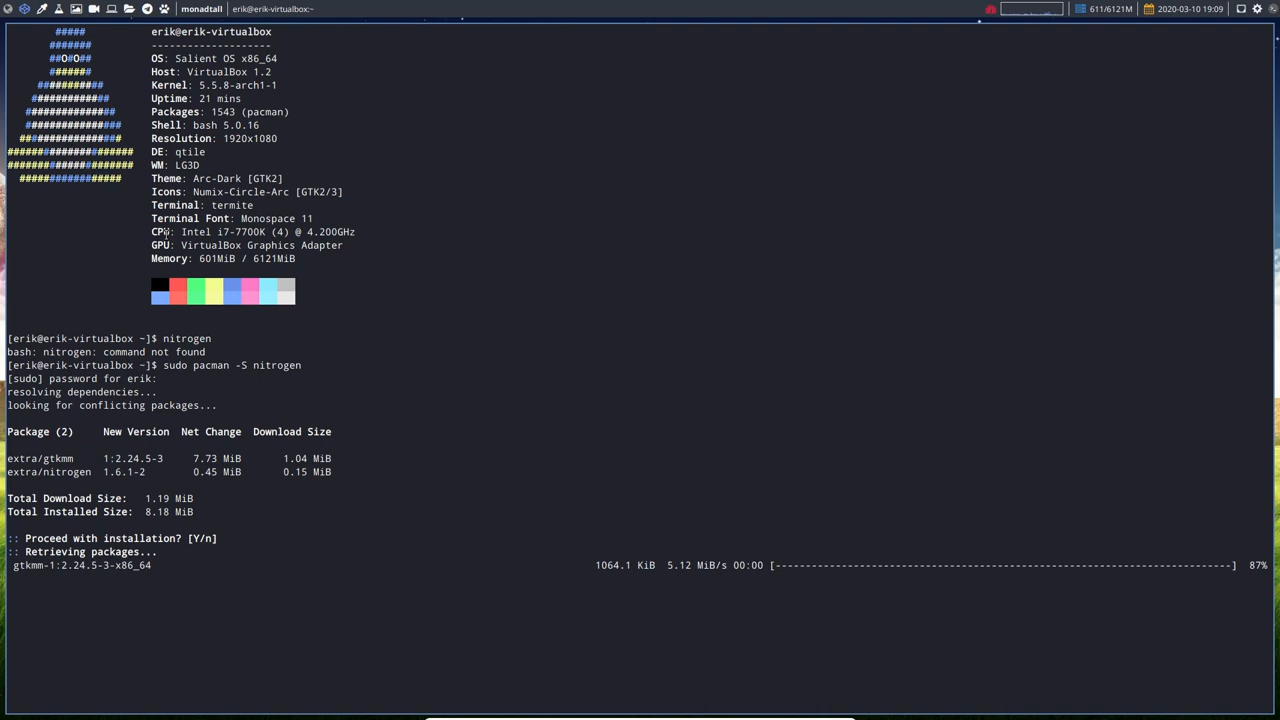 monadtall erik@erik-virtualbox:~ 611/6121M 2020-03-10 19:09
erik@erik-virtualbox
--------------------
OS: Salient OS x86_64
Host: VirtualBox 1.2
Kernel: 5.5.8-arch1-1
Uptime: 21 mins
Packages: 1543 (pacman)
Shell: bash 5.0.16
Resolution: 1920x1080
DE: qtile
WM: LG3D
Theme: Arc-Dark [GTK2]
Icons: Numix-Circle-Arc [GTK2/3]
Terminal: termite
Terminal Font: Monospace 11
CPU: Intel i7-7700K (4) @ 4.200GHz
GPU: VirtualBox Graphics Adapter
Memory: 601MiB / 6121MiB
[erik@erik-virtualbox ~]$ nitrogen
bash: nitrogen: command not found
[erik@erik-virtualbox ~]$ sudo pacman -S nitrogen
[sudo] password for erik:
resolving dependencies...
looking for conflicting packages...
Package (2) New Version Net Change Download Size
extra/gtkmm 1:2.24.5-3 7.73 MiB 1.04 MiB
extra/nitrogen 1.6.1-2 0.45 MiB 0.15 MiB
Total Download Size: 1.19 MiB
Total Installed Size: 8.18 MiB
:: Proceed with installation? [Y/n]
:: Retrieving packages...
gtkmm-1:2.24.5-3-x86_64 1064.1 KiB 5.12 MiB/s 00:00 [----------------------------------------------------------------------------] 87%